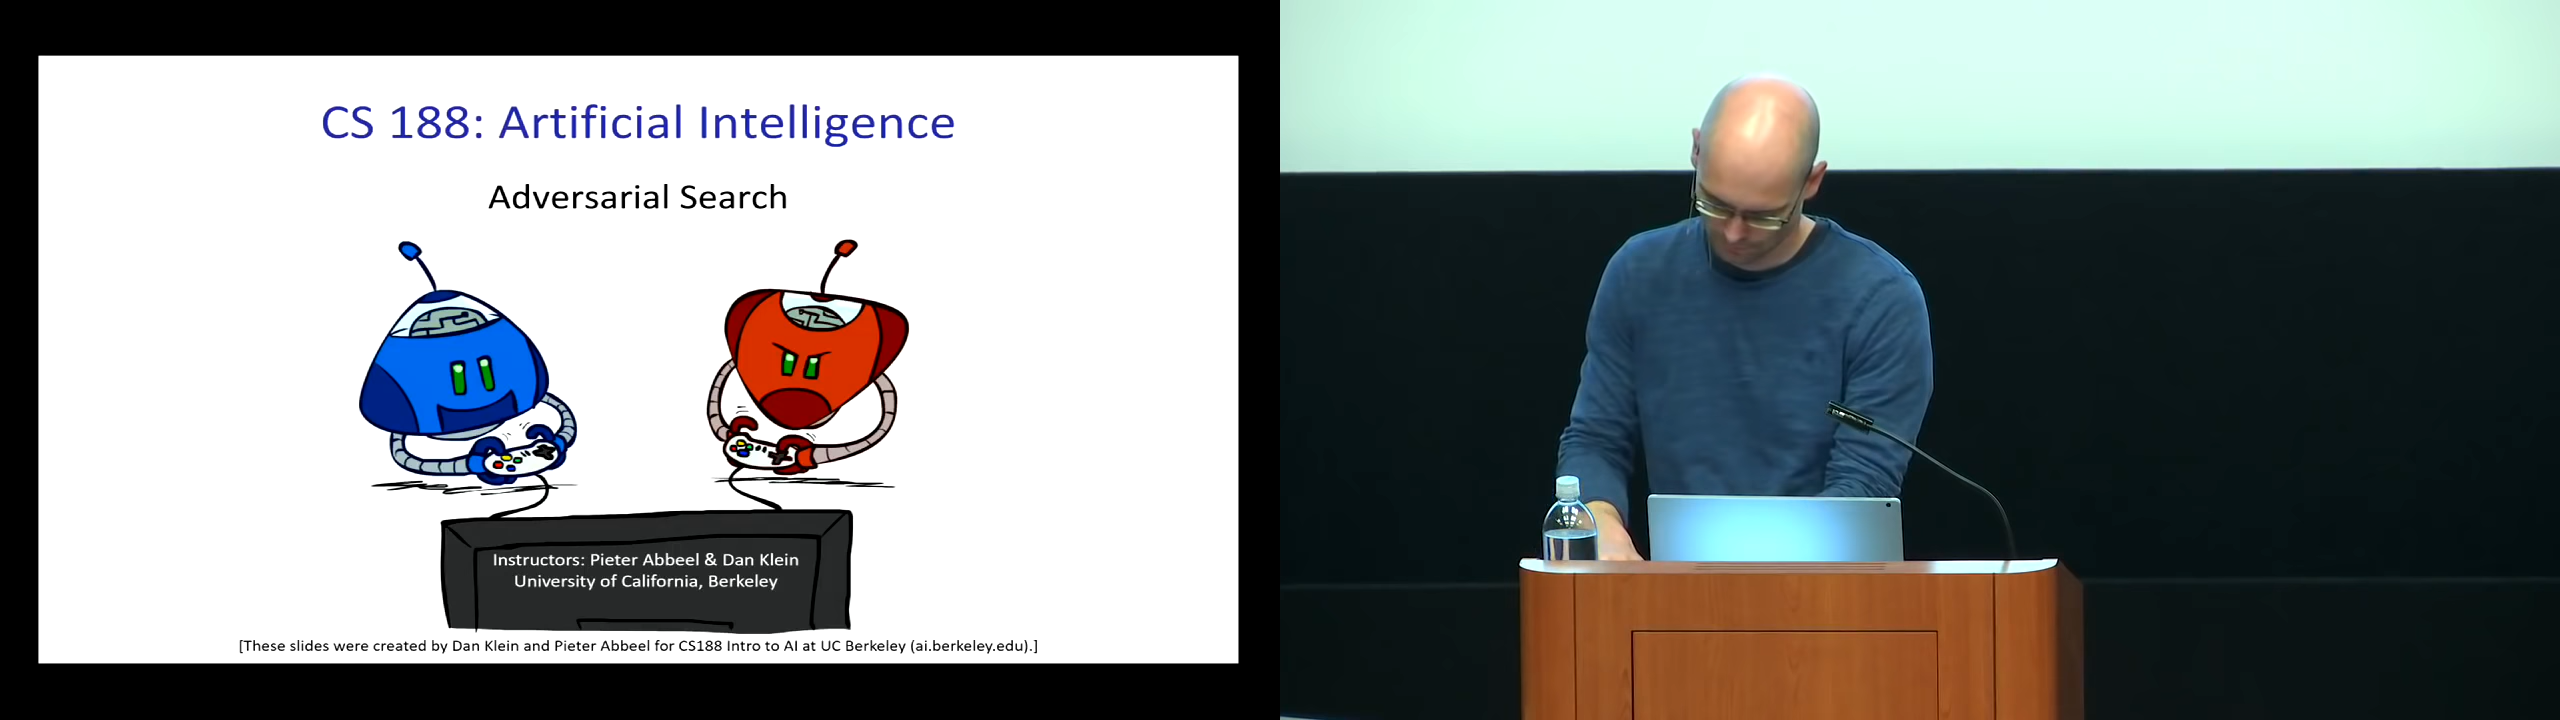 CS 188: Artificial Intelligence
Adversarial Search
Instructors: Pieter Abbeel & Dan Klein
University of California, Berkeley
[These slides were created by Dan Klein and Pieter Abbeel for CS188 Intro to AI at UC Berkeley (ai.berkeley.edu).]